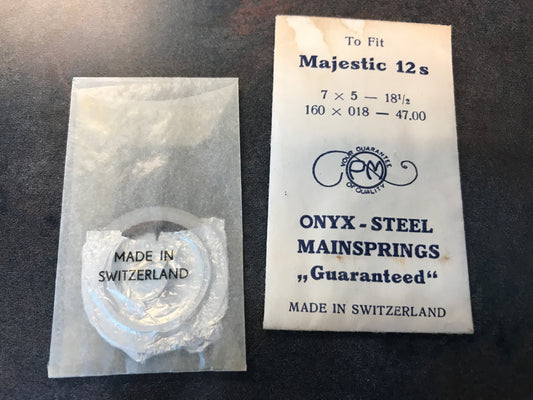 MADE IN
SWITZERLAND
To Fit
Majestic 12 s
7 × 5 — 18½
160 × 018 — 47.00
YOUR GUARANTEE
PM
OF QUALITY
ONYX-STEEL
MAINSPRINGS
„Guaranteed“
MADE IN SWITZERLAND